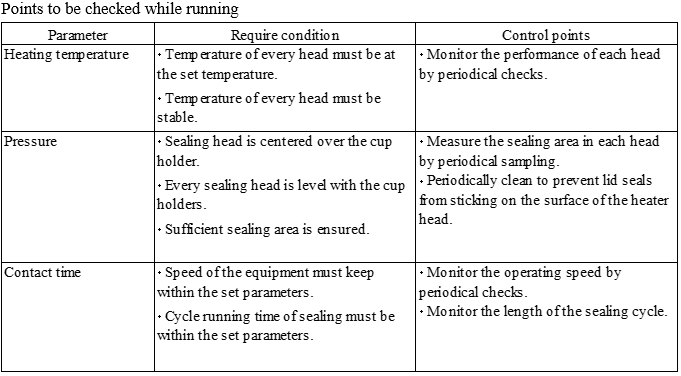 Points to be checked while running
Parameter
Require condition
Control points
Heating temperature
・Temperature of every head must be at
the set temperature.
・Temperature of every head must be
stable.
・Monitor the performance of each head
by periodical checks.
Pressure
・Sealing head is centered over the cup
holder.
・Every sealing head is level with the cup
holders.
・Sufficient sealing area is ensured.
・Measure the sealing area in each head
by periodical sampling.
・Periodically clean to prevent lid seals
from sticking on the surface of the heater
head.
Contact time
・Speed of the equipment must keep
within the set parameters.
・Cycle running time of sealing must be
within the set parameters.
・Monitor the operating speed by
periodical checks.
・Monitor the length of the sealing cycle.